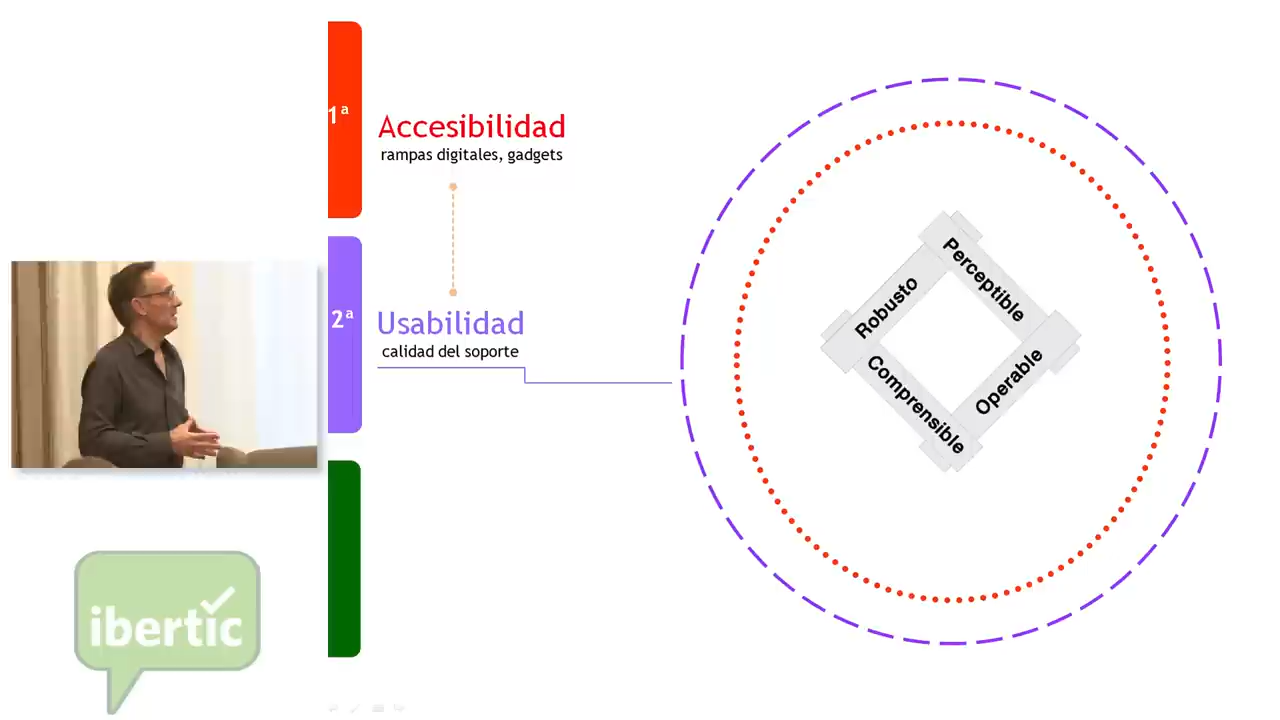 1ª
Accesibilidad
rampas digitales, gadgets
2ª
Usabilidad
calidad del soporte
Perceptible
Robusto
Operable
Comprensible
ibertic